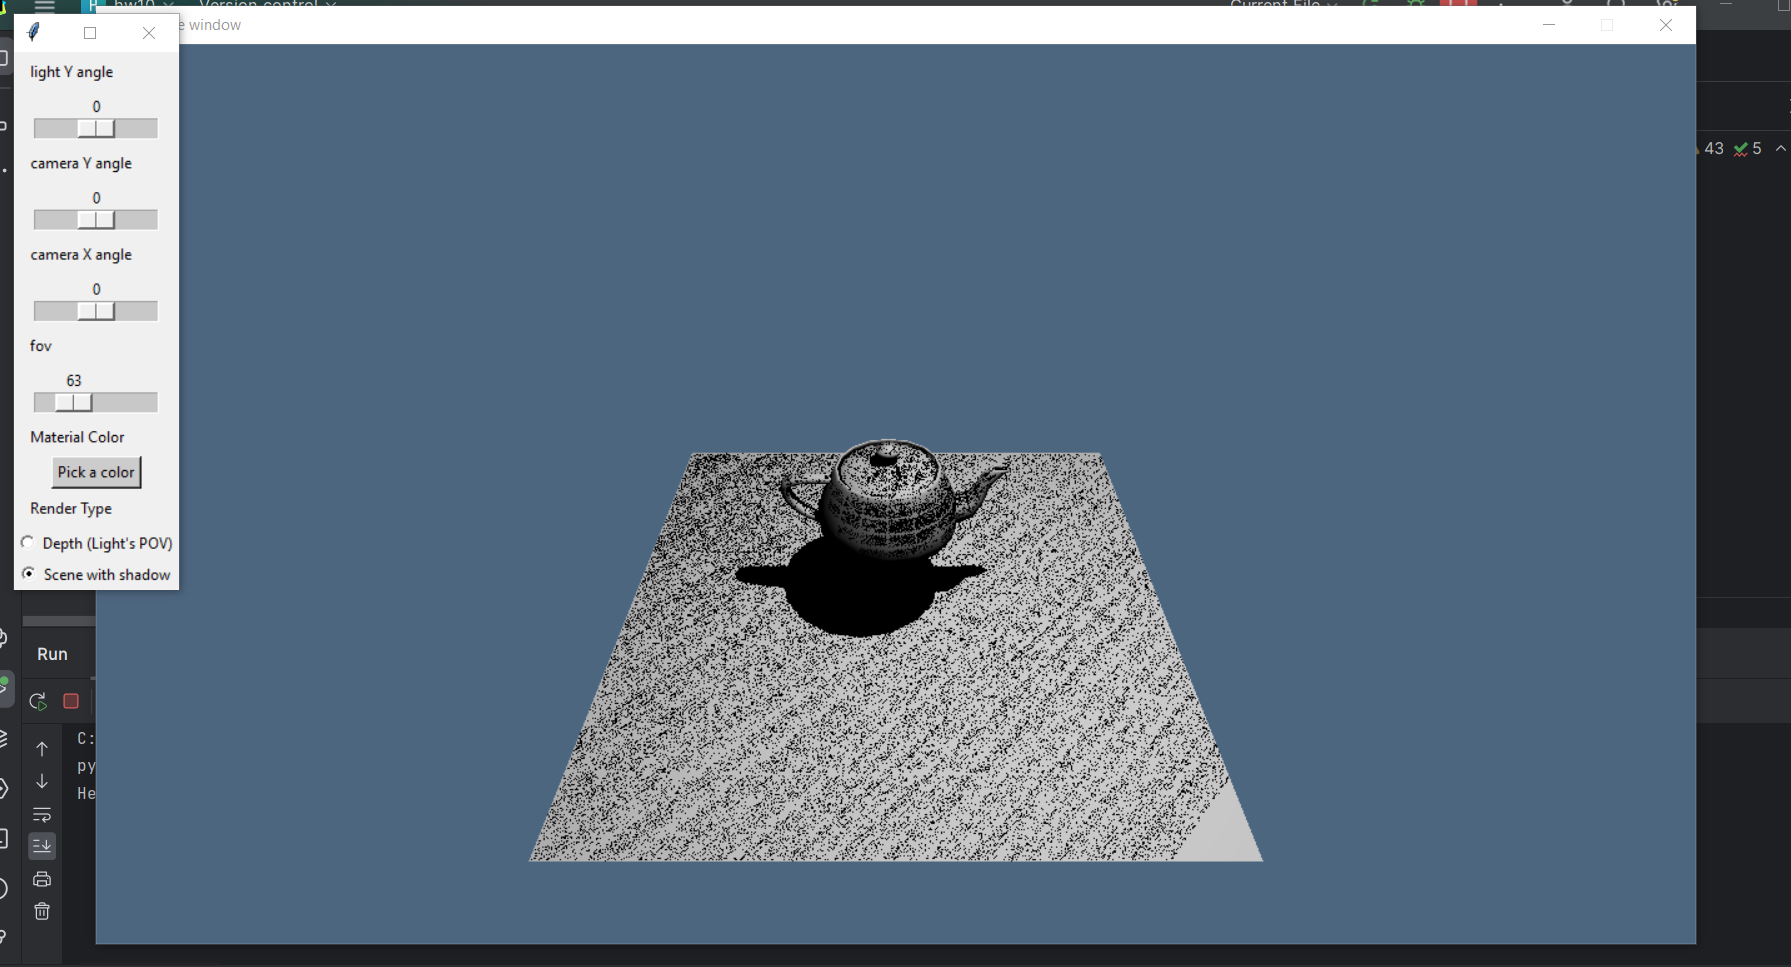 hw10 Version control
Current File
e window
light Y angle
0
camera Y angle
0
camera X angle
0
fov
63
Material Color
Pick a color
Render Type
Depth (Light's POV)
Scene with shadow
43 5
Run
C:
py
He